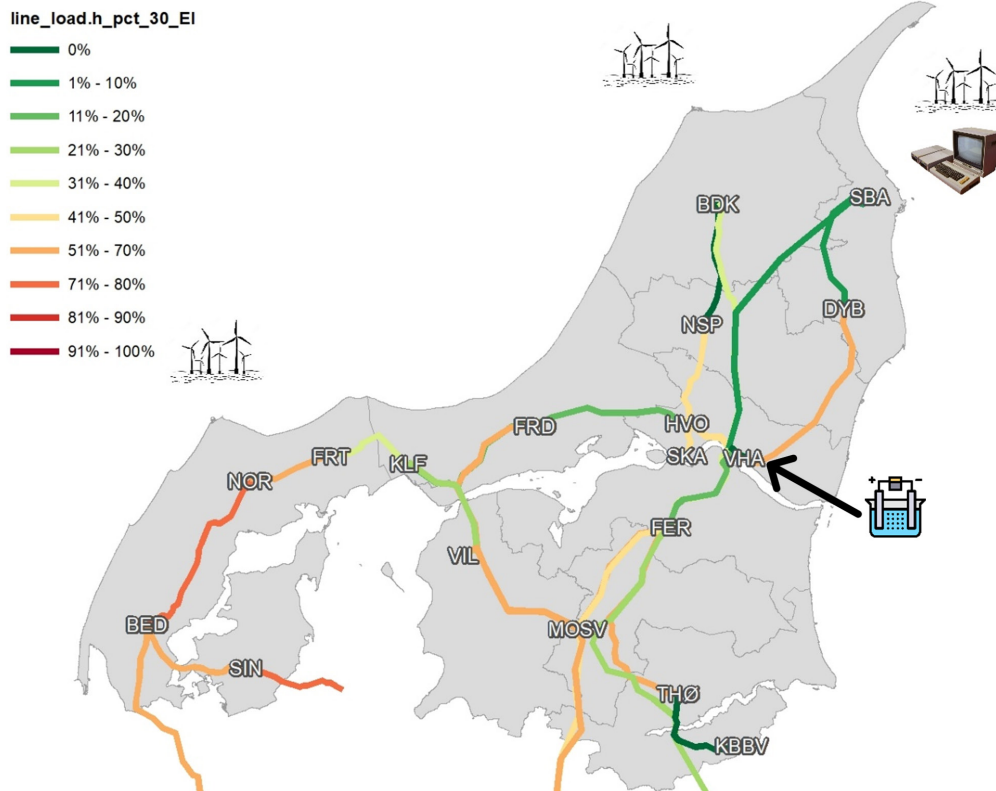 line_load.h_pct_30_El
0%
1% - 10%
11% - 20%
21% - 30%
31% - 40%
41% - 50%
51% - 70%
71% - 80%
81% - 90%
91% - 100%
BDK
SBA
NSP
DYB
HVO
FRD
SKA
VHA
FRT
KLF
NOR
+
-
FER
VIL
BED
MOSV
SIN
THØ
KBBV